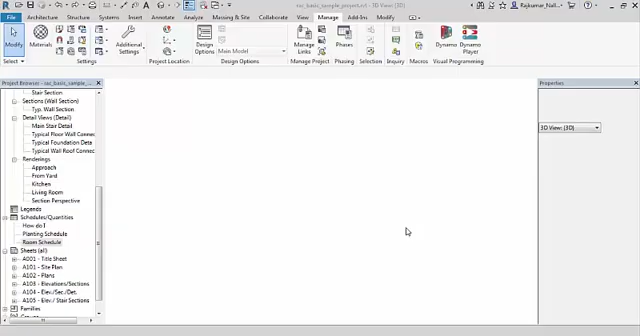 rac_basic_sample_project.rvt - 3D View: {3D}
Rajkumar_Nall...
Architecture Structure Systems Insert Annotate Analyze Massing & Site Collaborate View Manage Add-Ins Modify
Modify
Materials
Additional
Settings
Design
Options
Main Model
Manage
Links
Phases
Dynamo
Dynamo
Player
Select
Settings
Project Location
Design Options
Manage Project
Phasing
Selection
Inquiry
Macros
Visual Programming
Project Browser - rac_basic_sample_...
Properties
Stair Section
Sections (Wall Section)
Typ. Wall Section
Detail Views (Detail)
Main Stair Detail
Typical Floor Wall Connec
Typical Foundation Deta
Typical Wall Roof Connec
Renderings
Approach
From Yard
Kitchen
Living Room
Section Perspective
Legends
Schedules/Quantities
How do I
Planting Schedule
Room Schedule
Sheets (all)
A001 - Title Sheet
A101 - Site Plan
A102 - Plans
A103 - Elevations/Sections
A104 - Elev./Sec./Det.
A105 - Elev./ Stair Sections
Families
3D View: {3D}